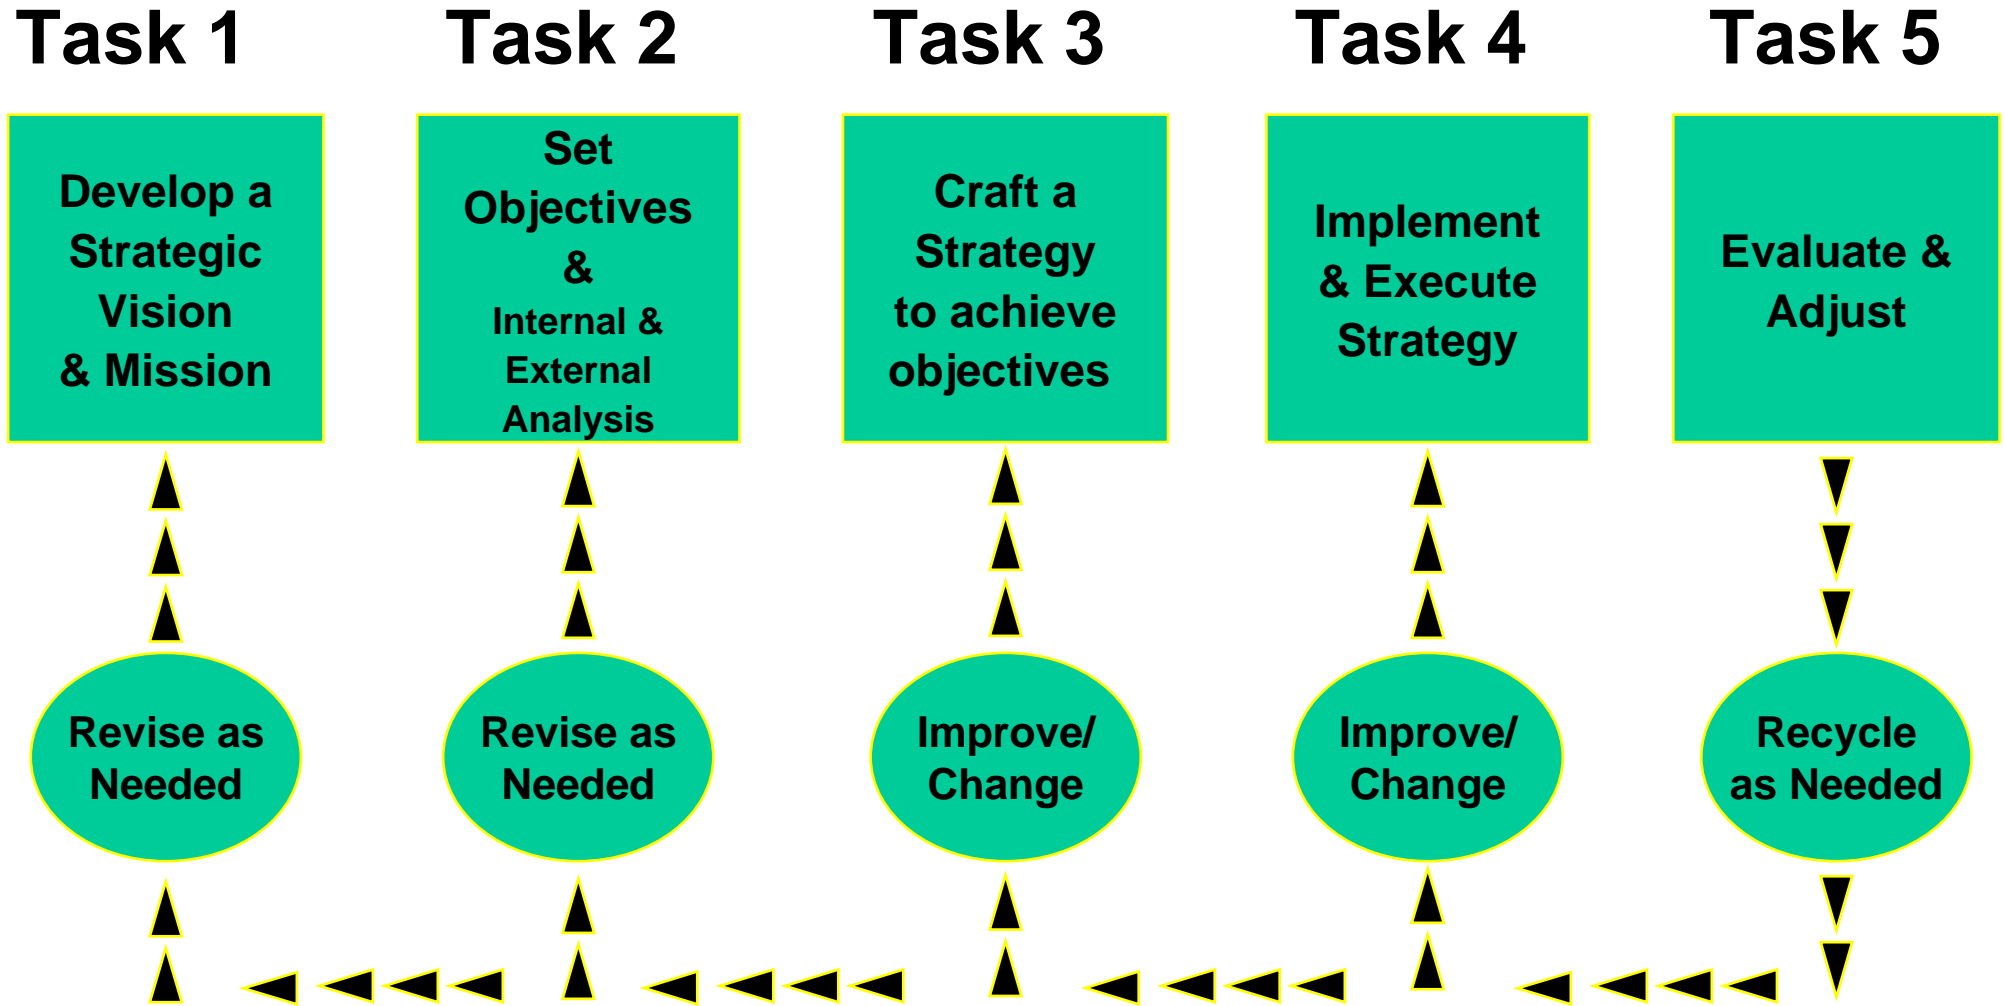 Task 1
Task 2
Task 3
Task 4
Task 5
Develop a
Strategic
Vision
& Mission
Set
Objectives
&
Internal &
External
Analysis
Craft a
Strategy
to achieve
objectives
Implement
& Execute
Strategy
Evaluate &
Adjust
Revise as
Needed
Revise as
Needed
Improve/
Change
Improve/
Change
Recycle
as Needed